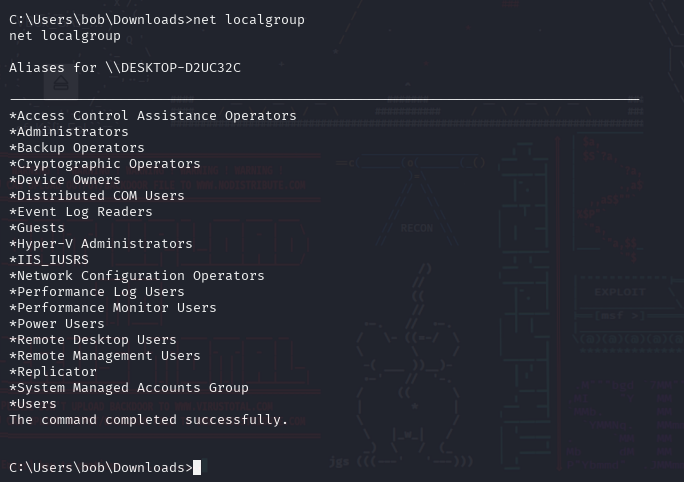 C:\Users\bob\Downloads>net localgroup
net localgroup
Aliases for \\DESKTOP-D2UC32C
-------------------------------------------------------------------------------
*Access Control Assistance Operators
*Administrators
*Backup Operators
*Cryptographic Operators
*Device Owners
*Distributed COM Users
*Event Log Readers
*Guests
*Hyper-V Administrators
*IIS_IUSRS
*Network Configuration Operators
*Performance Log Users
*Performance Monitor Users
*Power Users
*Remote Desktop Users
*Remote Management Users
*Replicator
*System Managed Accounts Group
*Users
The command completed successfully.
C:\Users\bob\Downloads>
RECON
EXPLOIT